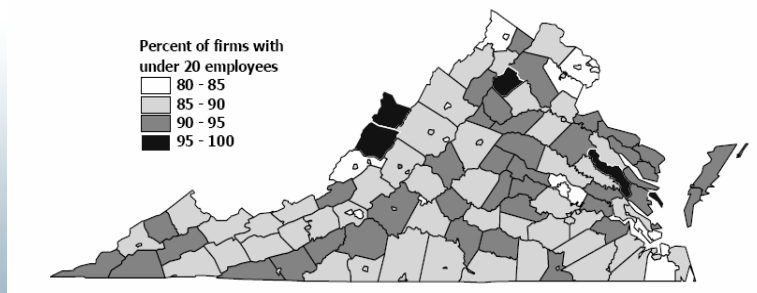 Percent of firms with
under 20 employees
80 - 85
85 - 90
90 - 95
95 - 100